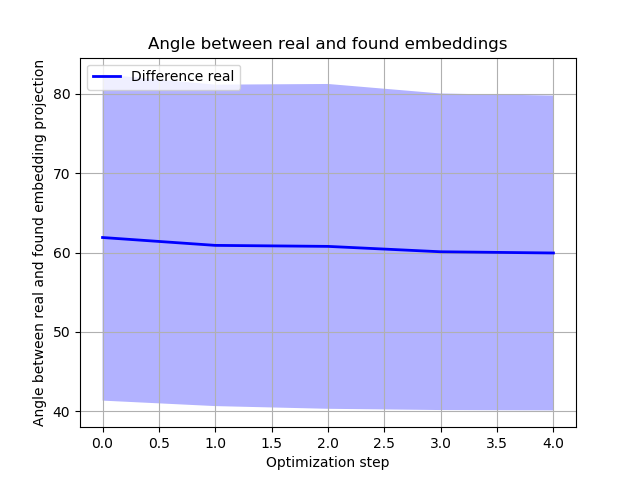 Angle between real and found embeddings
Difference real
Angle between real and found embedding projection
80
70
60
50
40
0.0 0.5 1.0 1.5 2.0 2.5 3.0 3.5 4.0
Optimization step